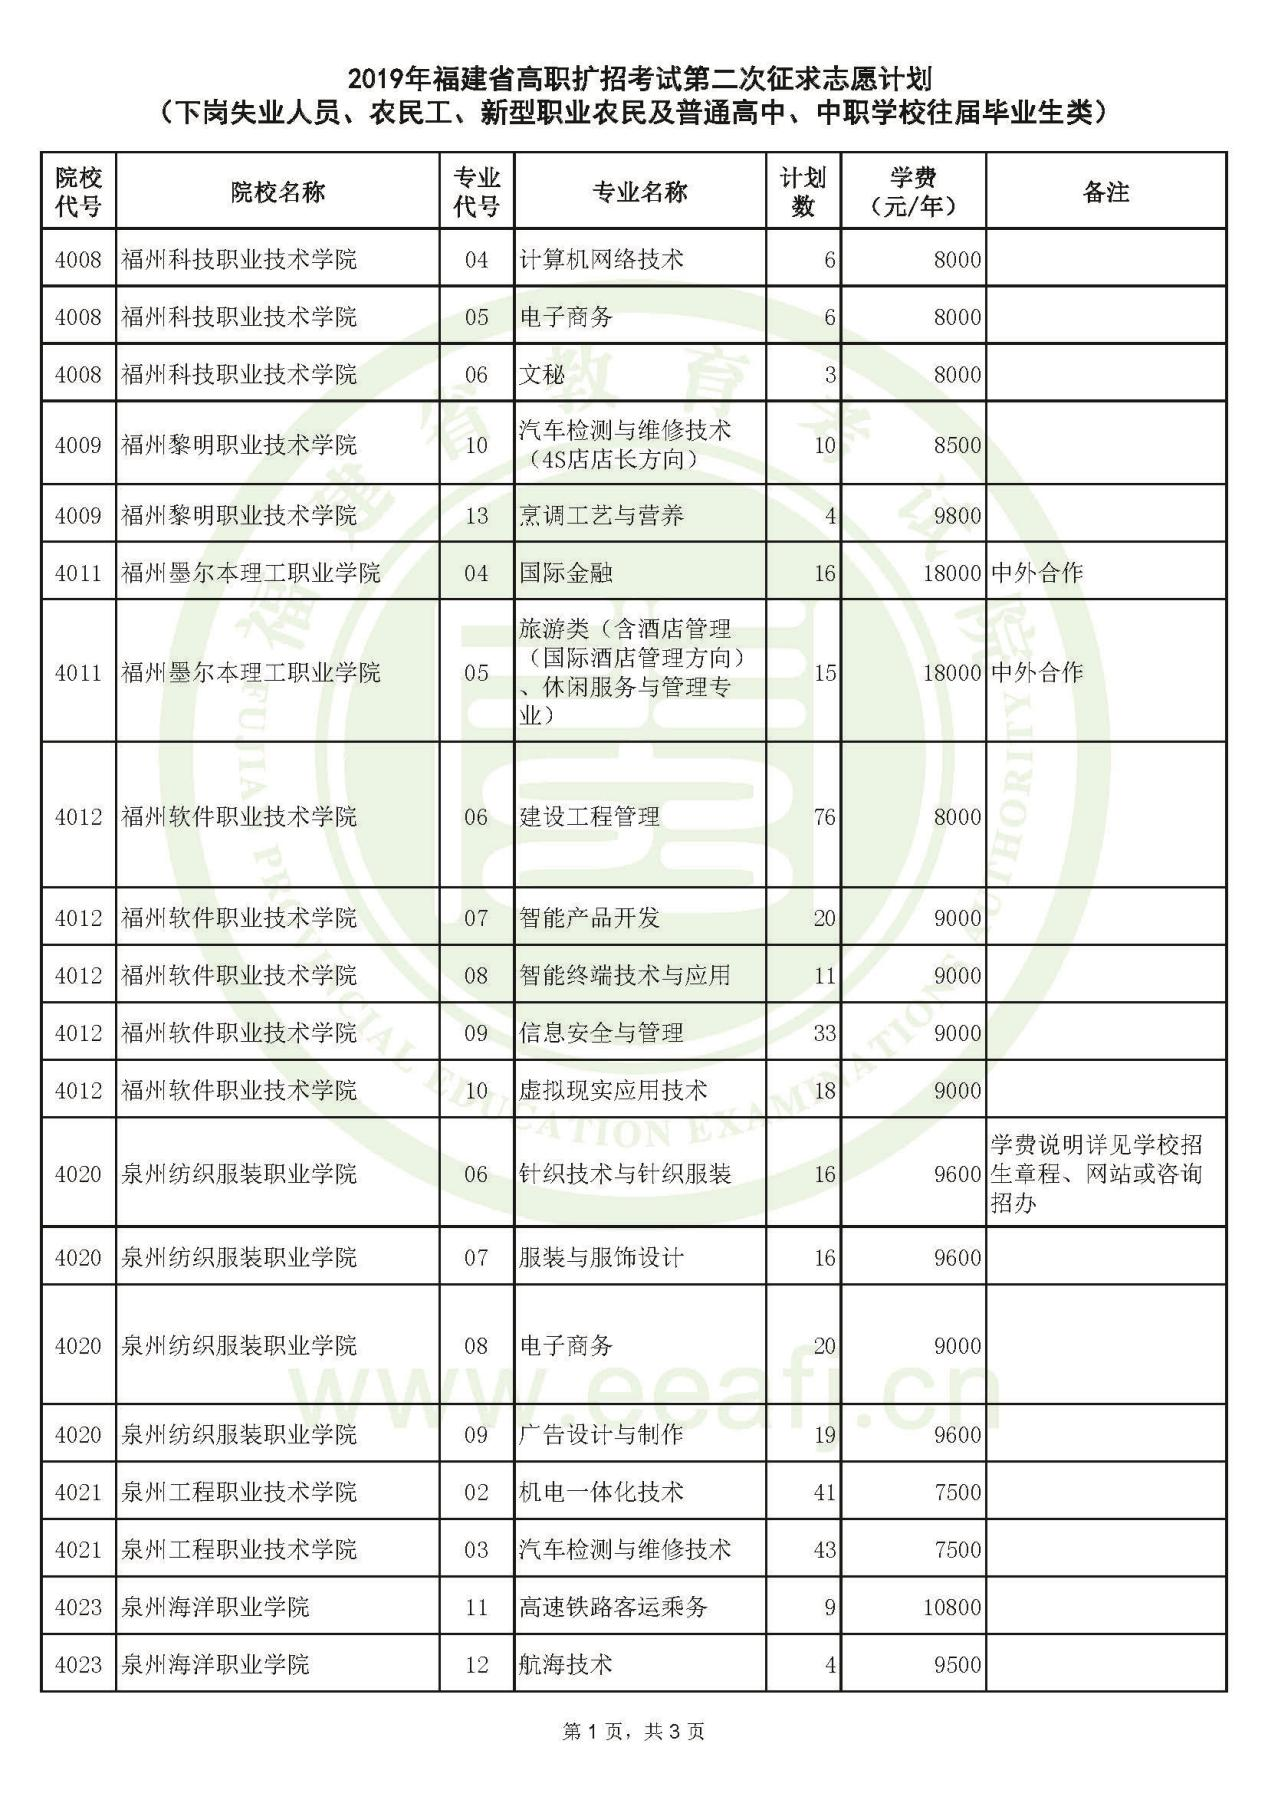 2019年福建省高职扩招考试第二次征求志愿计划
（下岗失业人员、农民工、新型职业农民及普通高中、中职学校往届毕业生类）
院校代号 院校名称 专业代号 专业名称 计划数 学费（元/年） 备注
4008 福州科技职业技术学院 04 计算机网络技术 6 8000
4008 福州科技职业技术学院 05 电子商务 6 8000
4008 福州科技职业技术学院 06 文秘 3 8000
4009 福州黎明职业技术学院 10 汽车检测与维修技术（4S店店长方向） 10 8500
4009 福州黎明职业技术学院 13 烹调工艺与营养 4 9800
4011 福州墨尔本理工职业学院 04 国际金融 16 18000 中外合作
4011 福州墨尔本理工职业学院 05 旅游类（含酒店管理（国际酒店管理方向）、休闲服务与管理专业） 15 18000 中外合作
4012 福州软件职业技术学院 06 建设工程管理 76 8000
4012 福州软件职业技术学院 07 智能产品开发 20 9000
4012 福州软件职业技术学院 08 智能终端技术与应用 11 9000
4012 福州软件职业技术学院 09 信息安全与管理 33 9000
4012 福州软件职业技术学院 10 虚拟现实应用技术 18 9000
4020 泉州纺织服装职业学院 06 针织技术与针织服装 16 9600 学费说明详见学校招生章程、网站或咨询招办
4020 泉州纺织服装职业学院 07 服装与服饰设计 16 9600
4020 泉州纺织服装职业学院 08 电子商务 20 9000
4020 泉州纺织服装职业学院 09 广告设计与制作 19 9600
4021 泉州工程职业技术学院 02 机电一体化技术 41 7500
4021 泉州工程职业技术学院 03 汽车检测与维修技术 43 7500
4023 泉州海洋职业学院 11 高速铁路客运乘务 9 10800
4023 泉州海洋职业学院 12 航海技术 4 9500
第 1 页，共 3 页
福建省教育考试院
FUJIAN PROVINCIAL EDUCATION EXAMINATIONS AUTHORITY
www.eeafj.cn